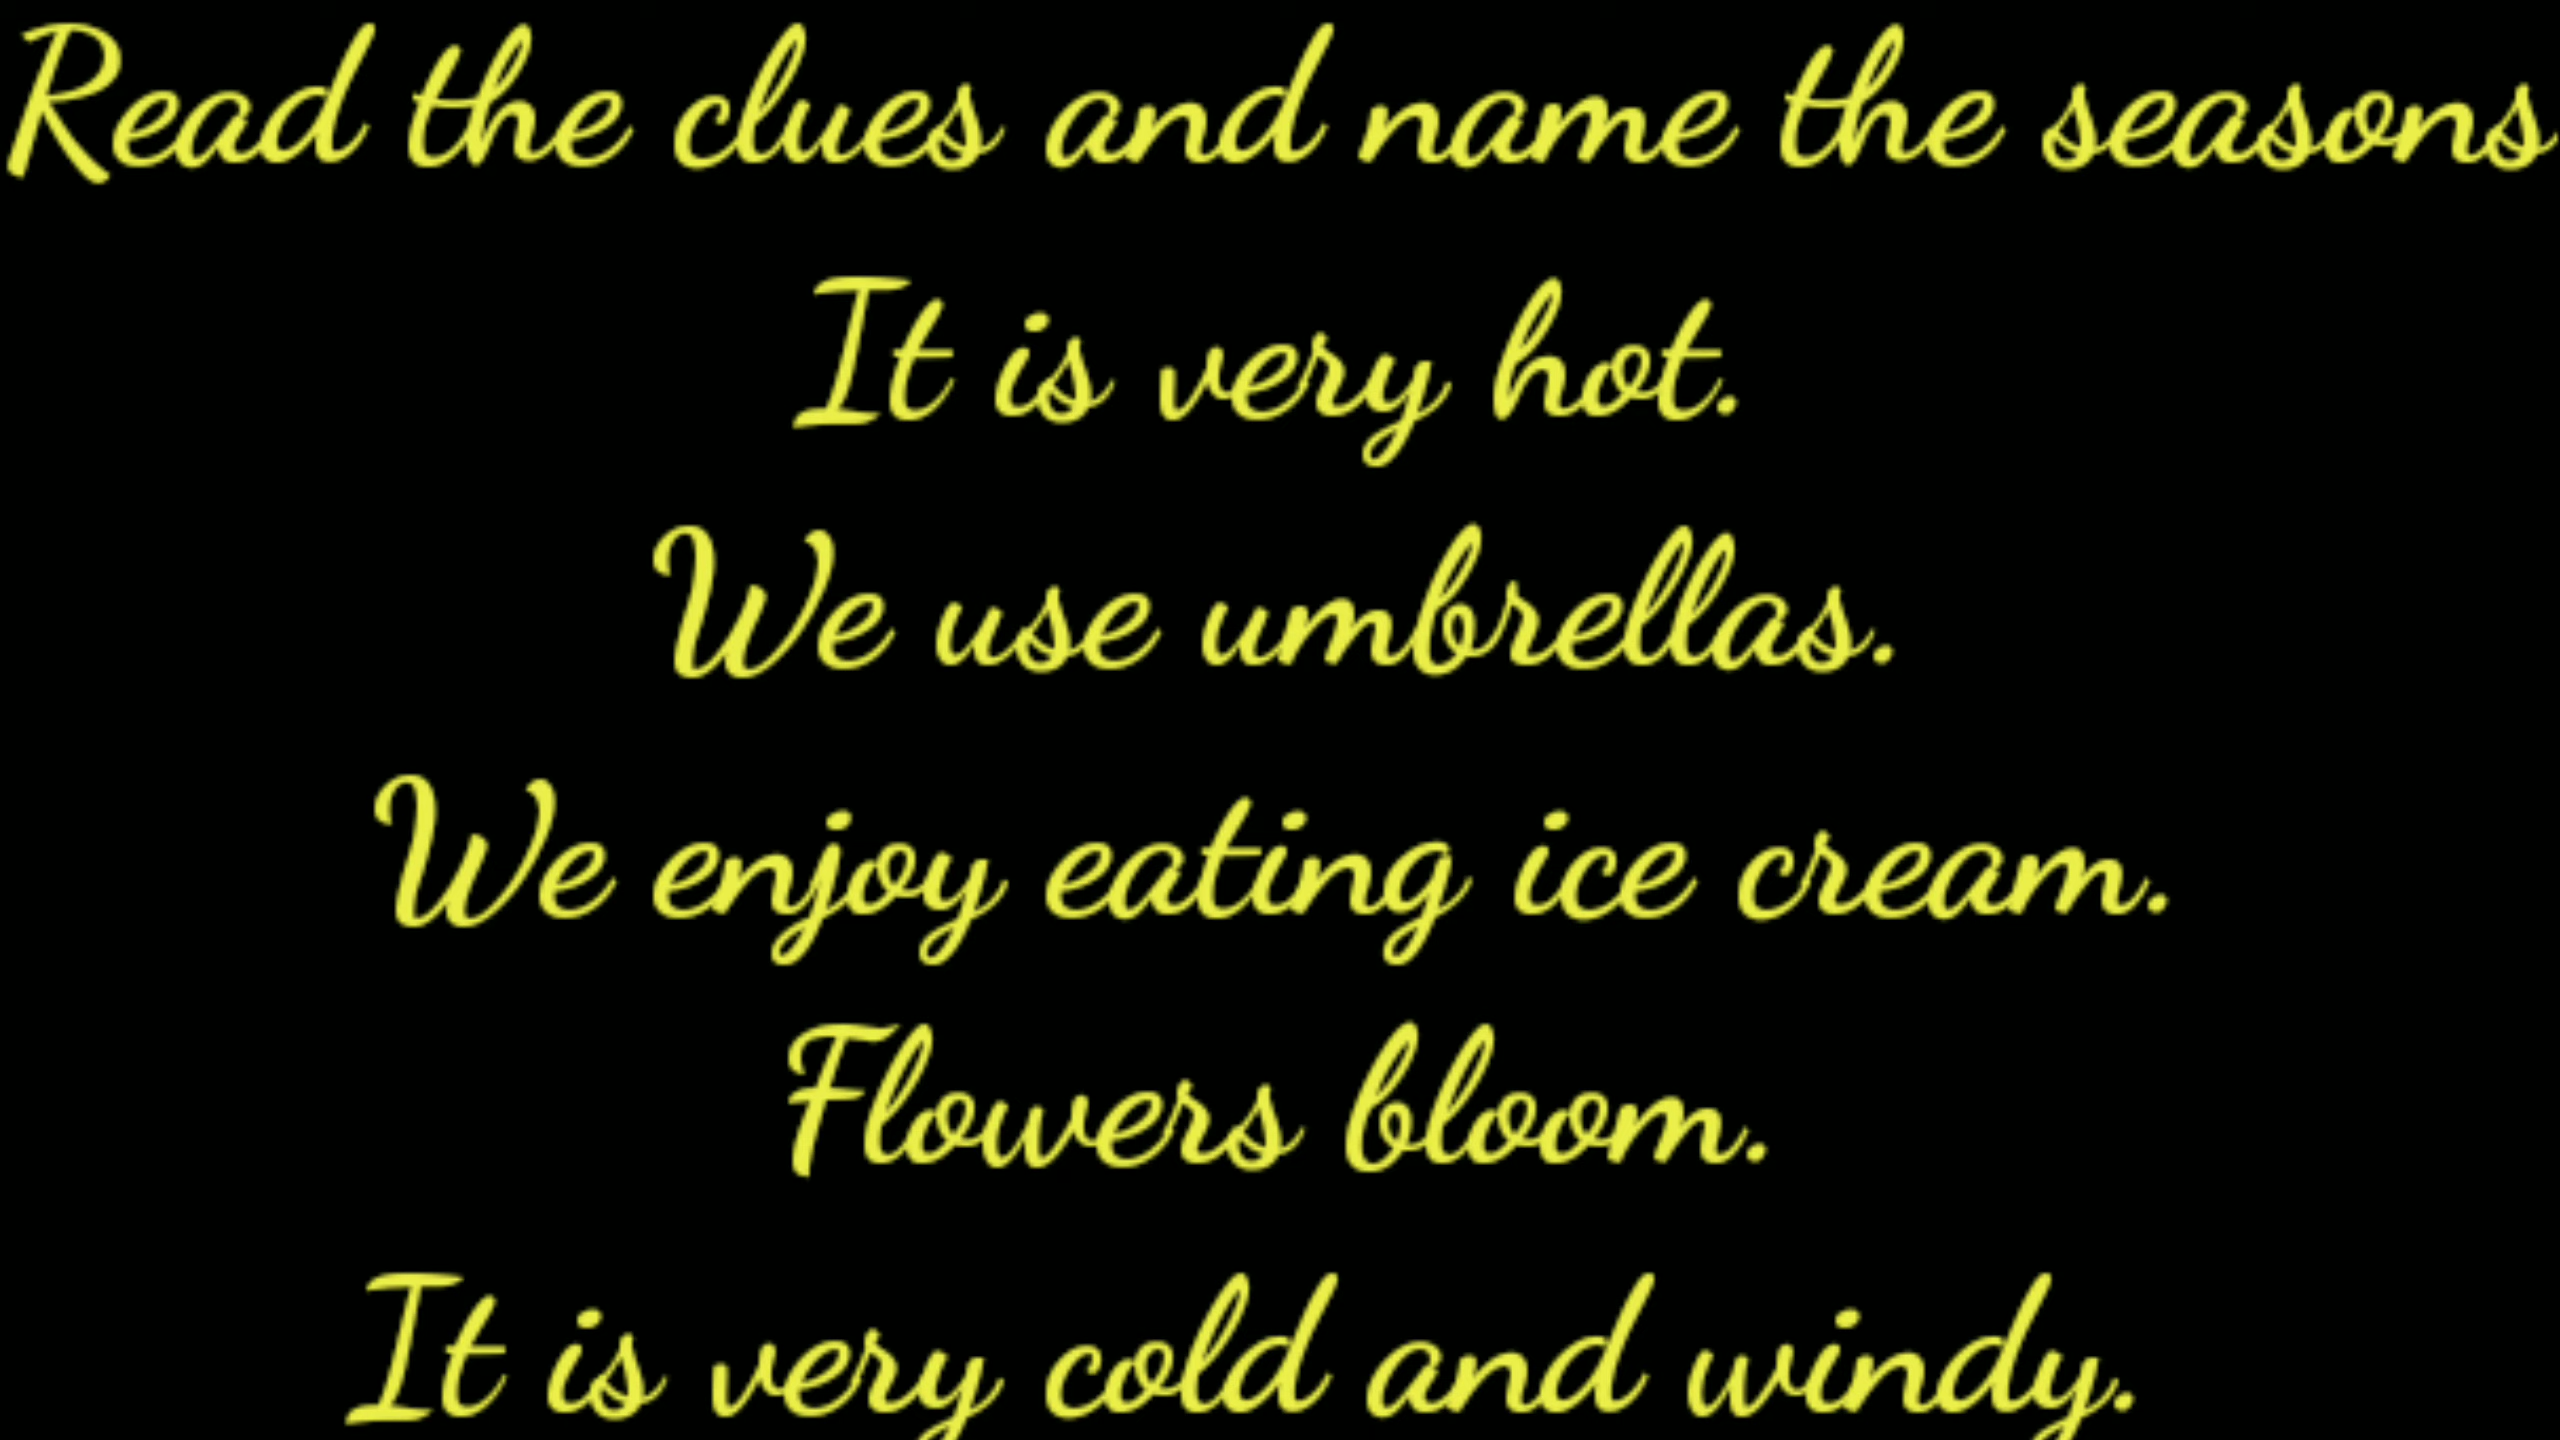 Read the clues and name the seasons
It is very hot.
We use umbrellas.
We enjoy eating ice cream.
Flowers bloom.
It is very cold and windy.